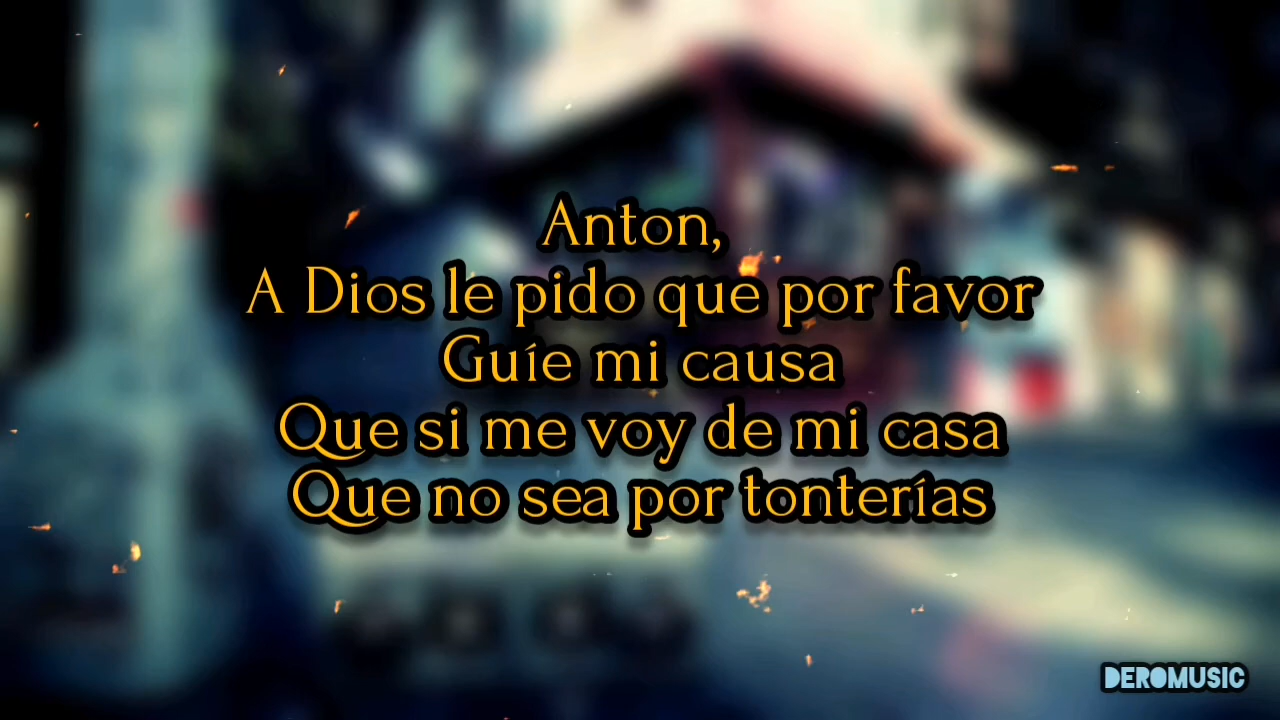 Anton,
A Dios le pido que por favor
Guíe mi causa
Que si me voy de mi casa
Que no sea por tonterías
DEROMUSIC